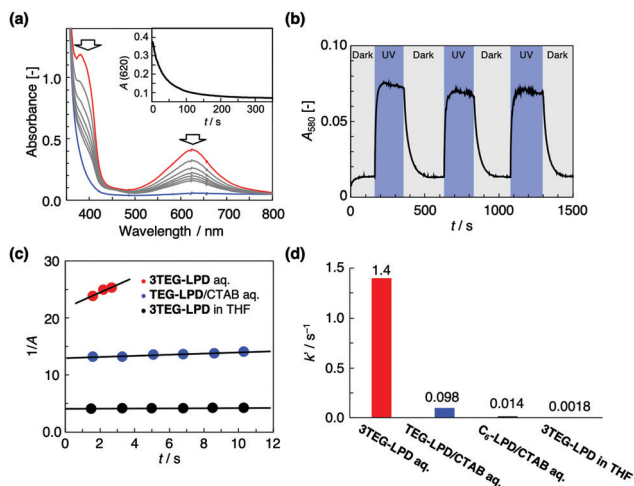 (a)
Absorbance [-]
1.0
0.5
0.0
400
500
600
700
800
Wavelength / nm
A (620)
0.4
0.3
0.2
0.1
0
100
200
300
t / s
(b)
A580 [-]
0.10
0.05
0.00
Dark
UV
Dark
UV
Dark
UV
Dark
0
500
1000
1500
t / s
(c)
1/A
30
25
20
15
10
5
0
0
2
4
6
8
10
12
t / s
3TEG-LPD aq.
TEG-LPD/CTAB aq.
3TEG-LPD in THF
(d)
k' / s⁻¹
1.5
1.0
0.5
0.0
1.4
0.098
0.014
0.0018
3TEG-LPD aq.
TEG-LPD/CTAB aq.
C₆-LPD/CTAB aq.
3TEG-LPD in THF